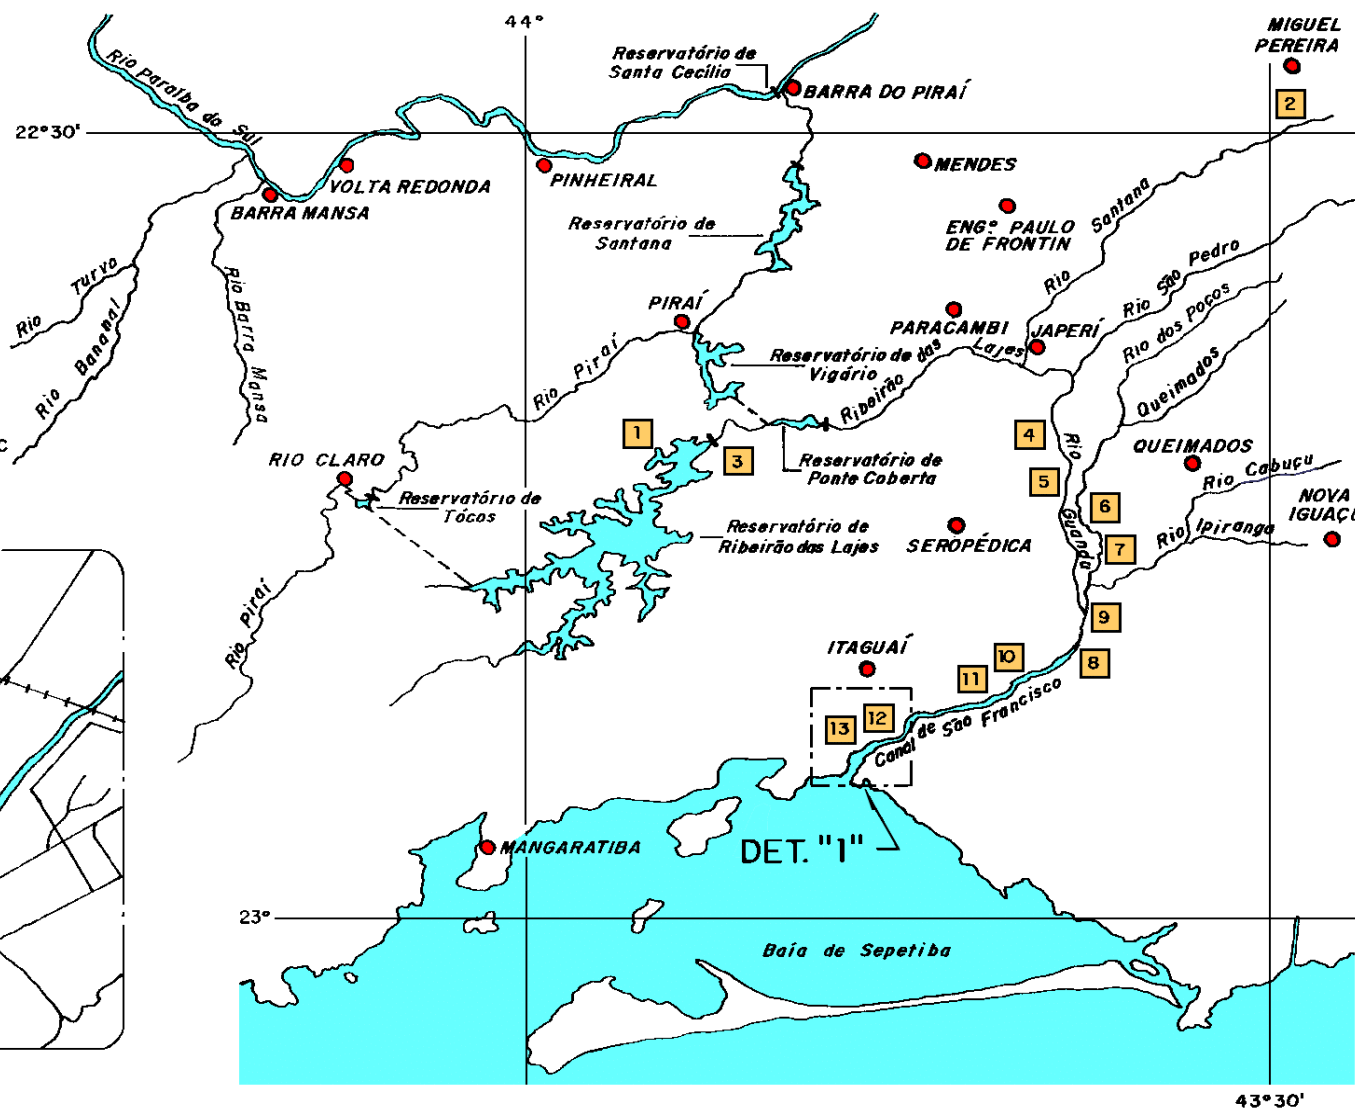 44°
MIGUEL
PEREIRA
2
Reservatório de
Santa Cecília
BARRA DO PIRAÍ
Rio Paraíba do Sul
22°30'
VOLTA REDONDA
PINHEIRAL
MENDES
BARRA MANSA
Reservatório de
Santana
ENGº PAULO
DE FRONTIN
Rio Santana
Rio São Pedro
Rio Turvo
Rio Bananal
Rio Barra Mansa
PIRAÍ
PARACAMBI
JAPERÍ
Rio dos Poços
Rio Piraí
Reservatório de
Vigário
Ribeirão das Lajes
Queimados
1
3
4
C
RIO CLARO
Reservatório de
Ponte Coberta
Rio Guandu
QUEIMADOS
Rio Cabuçu
5
6
NOVA
IGUAÇU
Reservatório de
Tócos
Reservatório de
Ribeirão das Lajes
SEROPÉDICA
7
Rio Ipiranga
Rio Piraí
9
ITAGUAÍ
10
8
11
13
12
Canal de São Francisco
MANGARATIBA
DET. "1"
23°
Baía de Sepetiba
43°30'